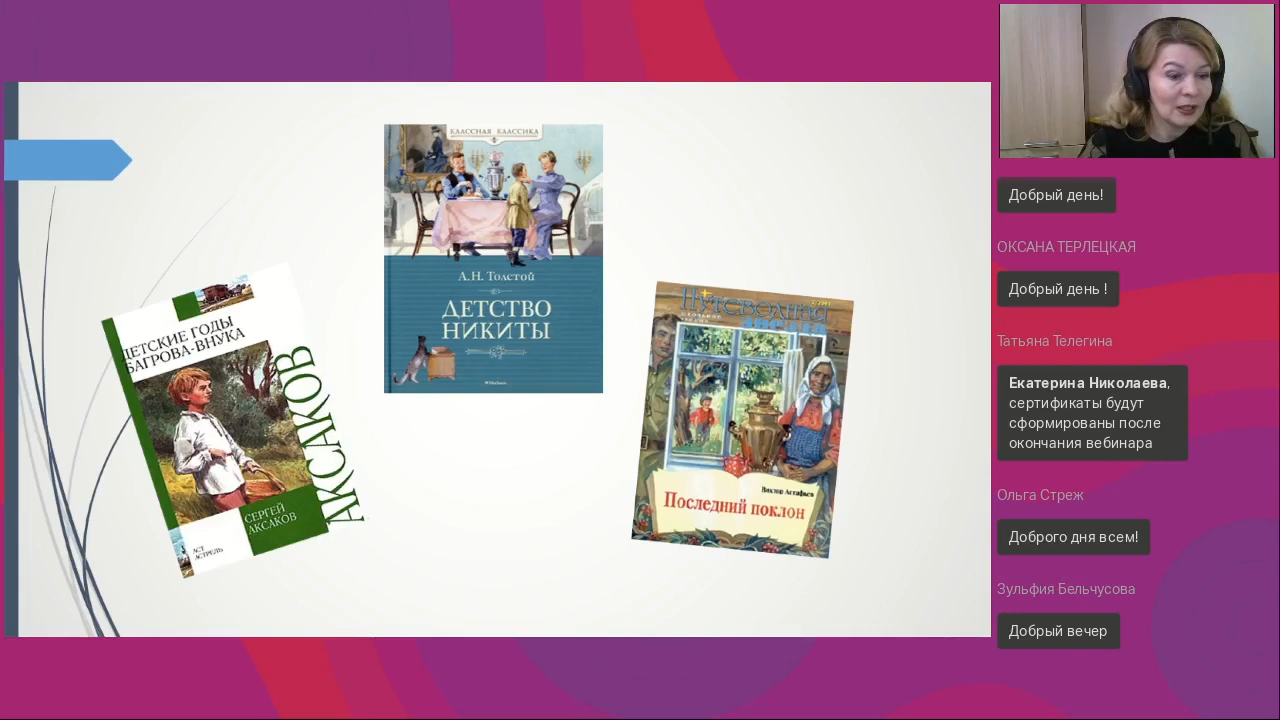 КЛАССНАЯ КЛАССИКА
А.Н. Толстой
ДЕТСТВО
НИКИТЫ
ДЕТСКИЕ ГОДЫ
БАГРОВА-ВНУКА
АКСАКОВ
СЕРГЕЙ
АКСАКОВ
АСТ
АСТРЕЛЬ
Путеводная
звезда
Виктор Астафьев
Последний поклон
Добрый день!
ОКСАНА ТЕРЛЕЦКАЯ
Добрый день !
Татьяна Телегина
Екатерина Николаева,
сертификаты будут
сформированы после
окончания вебинара
Ольга Стреж
Доброго дня всем!
Зульфия Бельчусова
Добрый вечер